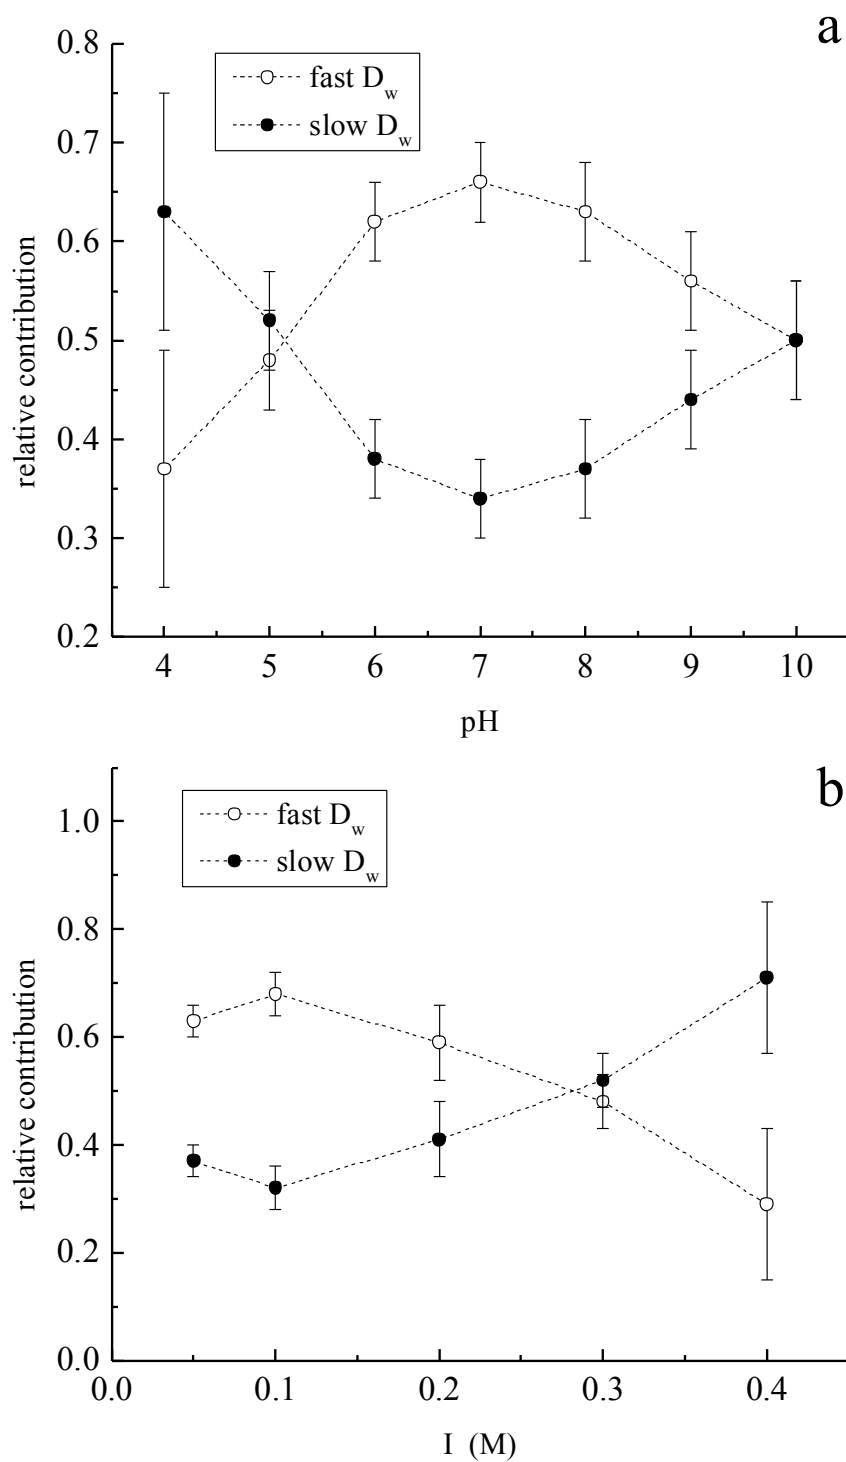 a
0.8
fast D_w
slow D_w
0.7
0.6
relative contribution
0.5
0.4
0.3
0.2
4 5 6 7 8 9 10
pH
b
fast D_w
slow D_w
1.0
0.8
relative contribution
0.6
0.4
0.2
0.0
0.0 0.1 0.2 0.3 0.4
I (M)